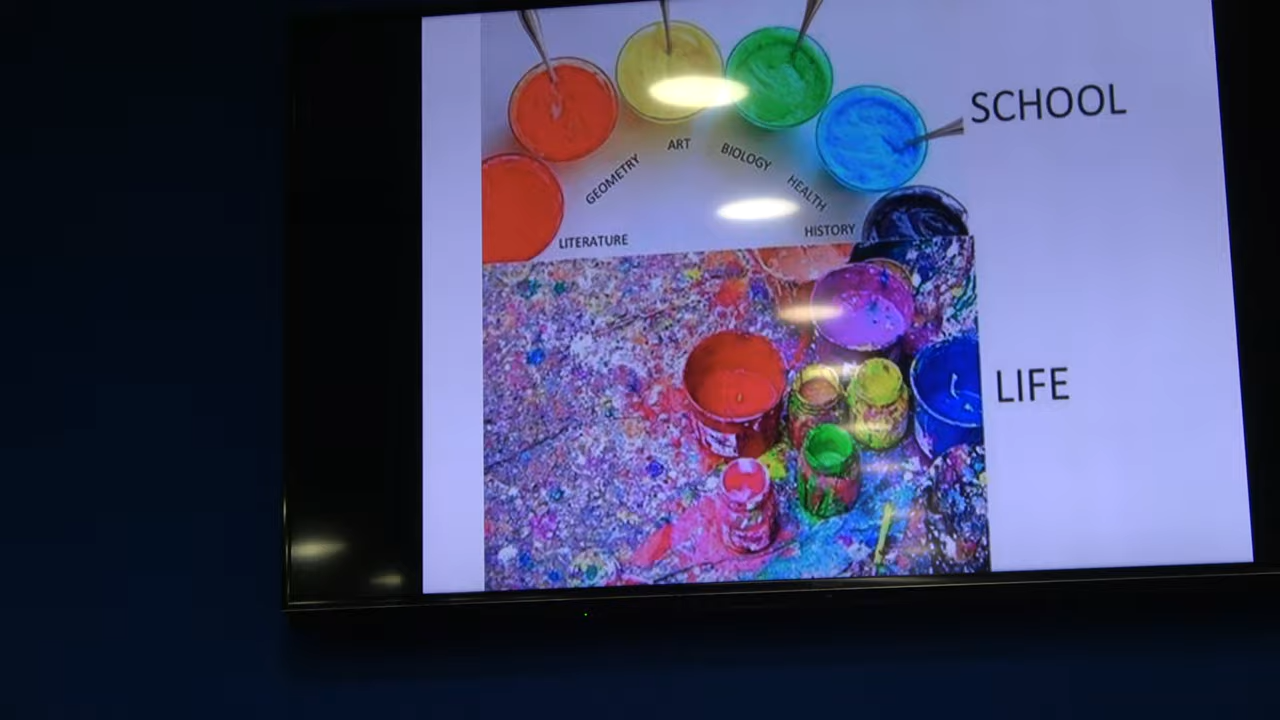 SCHOOL
ART
BIOLOGY
GEOMETRY
HEALTH
LITERATURE
HISTORY
LIFE